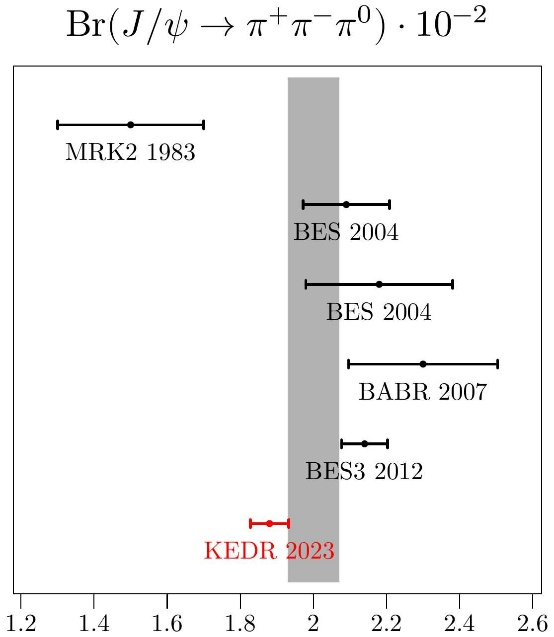 Br(J/ψ → π⁺π⁻π⁰) · 10⁻²
MRK2 1983
BES 2004
BES 2004
BABR 2007
BES3 2012
KEDR 2023
1.2 1.4 1.6 1.8 2 2.2 2.4 2.6